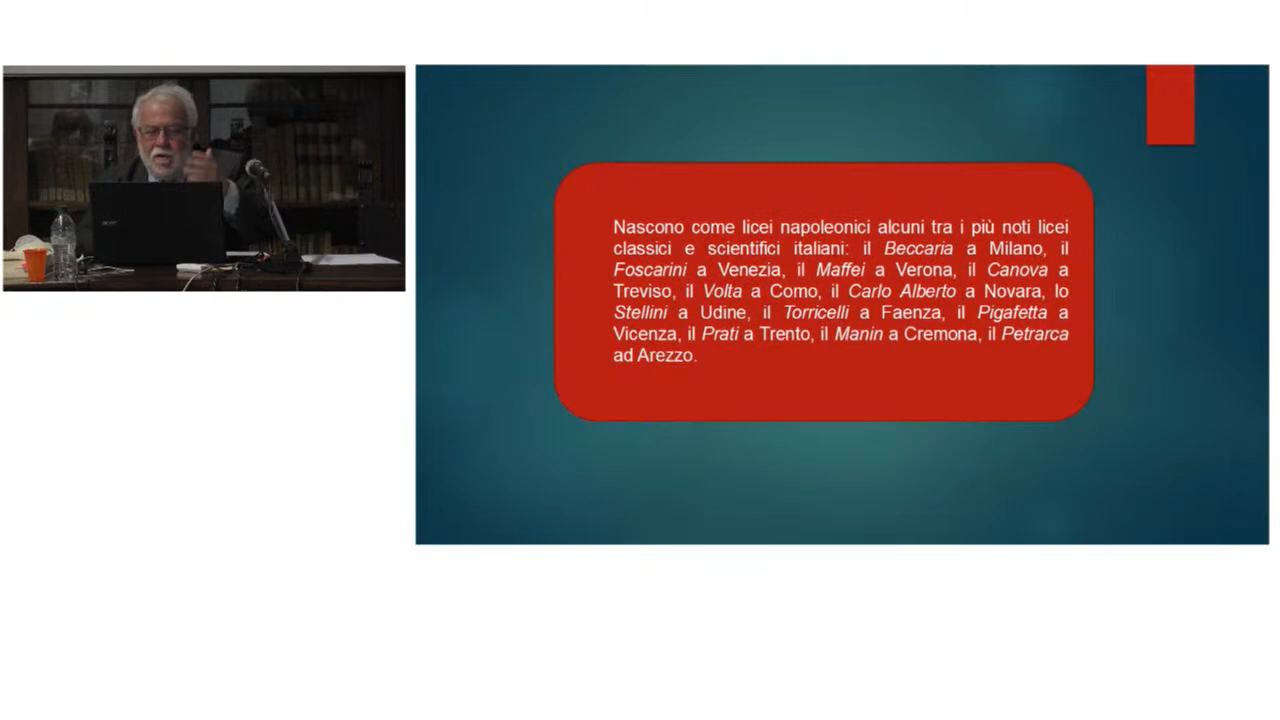 Nascono come licei napoleonici alcuni tra i più noti licei
classici e scientifici italiani: il Beccaria a Milano, il
Foscarini a Venezia, il Maffei a Verona, il Canova a
Treviso, il Volta a Como, il Carlo Alberto a Novara, lo
Stellini a Udine, il Torricelli a Faenza, il Pigafetta a
Vicenza, il Prati a Trento, il Manin a Cremona, il Petrarca
ad Arezzo.